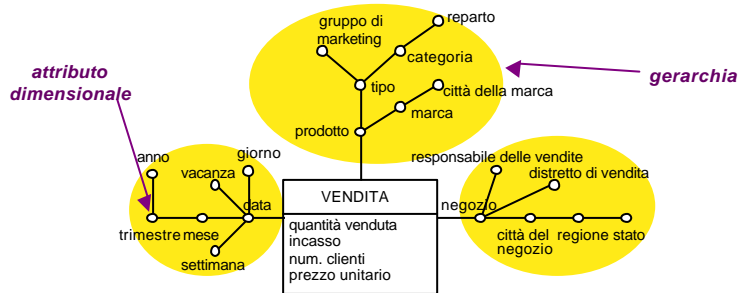 reparto
gruppo di
marketing
categoria
attributo
dimensionale
gerarchia
tipo
città della marca
marca
prodotto
anno
giorno
vacanza
responsabile delle vendite
distretto di vendita
VENDITA
data
negozio
quantità venduta
incasso
num. clienti
prezzo unitario
trimestre mese
settimana
città del
negozio
regione stato